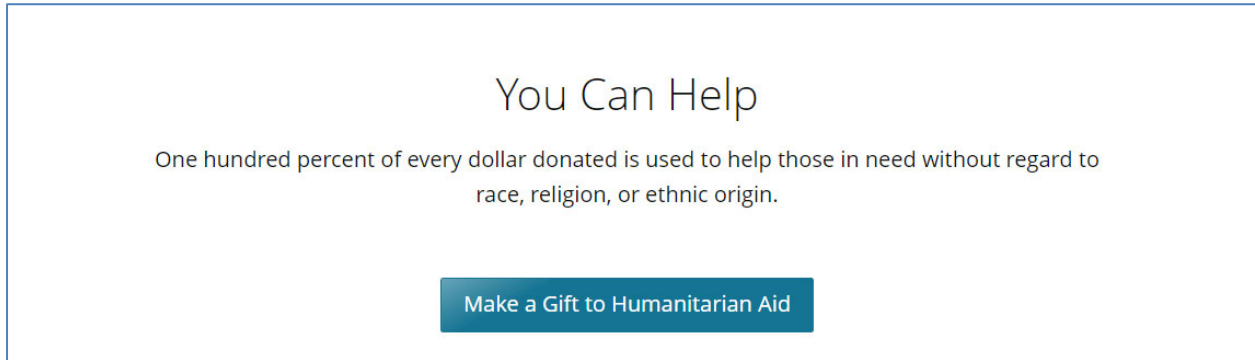 You Can Help
One hundred percent of every dollar donated is used to help those in need without regard to
race, religion, or ethnic origin.
Make a Gift to Humanitarian Aid